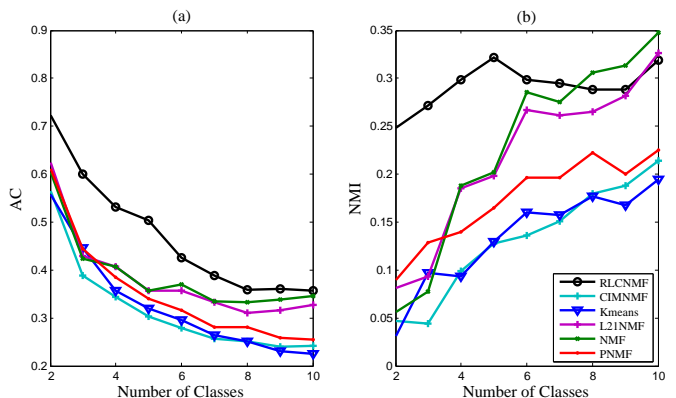 (a)
(b)
0.9
0.8
0.7
0.6
0.5
0.4
0.3
0.2
AC
2
4
6
8
10
Number of Classes
0.35
0.3
0.25
0.2
0.15
0.1
0.05
0
NMI
2
4
6
8
10
Number of Classes
RLCNMF
CIMNMF
Kmeans
L21NMF
NMF
PNMF